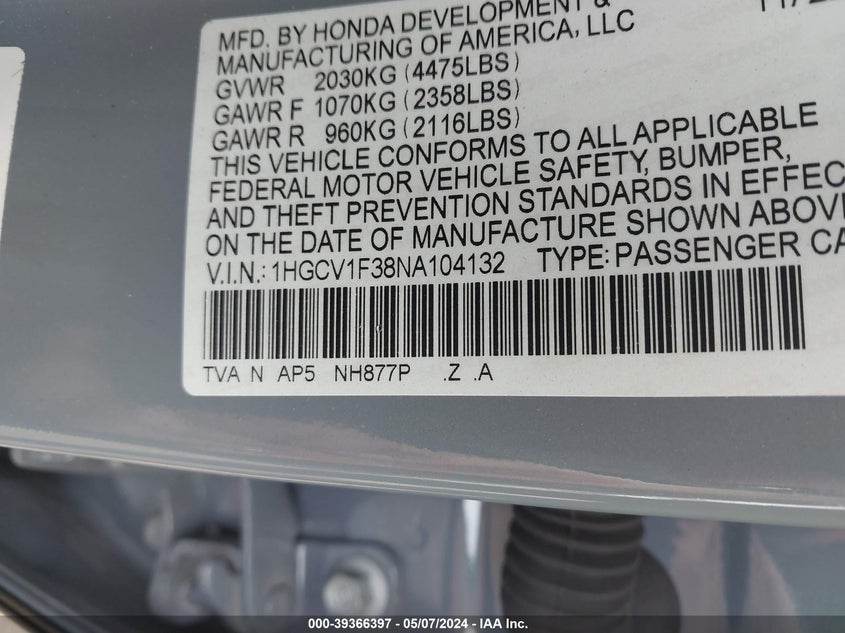 MFD. BY HONDA DEVELOPMENT &
MANUFACTURING OF AMERICA, LLC
GVWR 2030KG (4475LBS)
GAWR F 1070KG (2358LBS)
GAWR R 960KG (2116LBS)
THIS VEHICLE CONFORMS TO ALL APPLICABLE
FEDERAL MOTOR VEHICLE SAFETY, BUMPER,
AND THEFT PREVENTION STANDARDS IN EFFEC
ON THE DATE OF MANUFACTURE SHOWN ABOV
V.I.N.: 1HGCV1F38NA104132 TYPE: PASSENGER CA
TVA N AP5 NH877P .Z .A
000-39366397 - 05/07/2024 - IAA Inc.